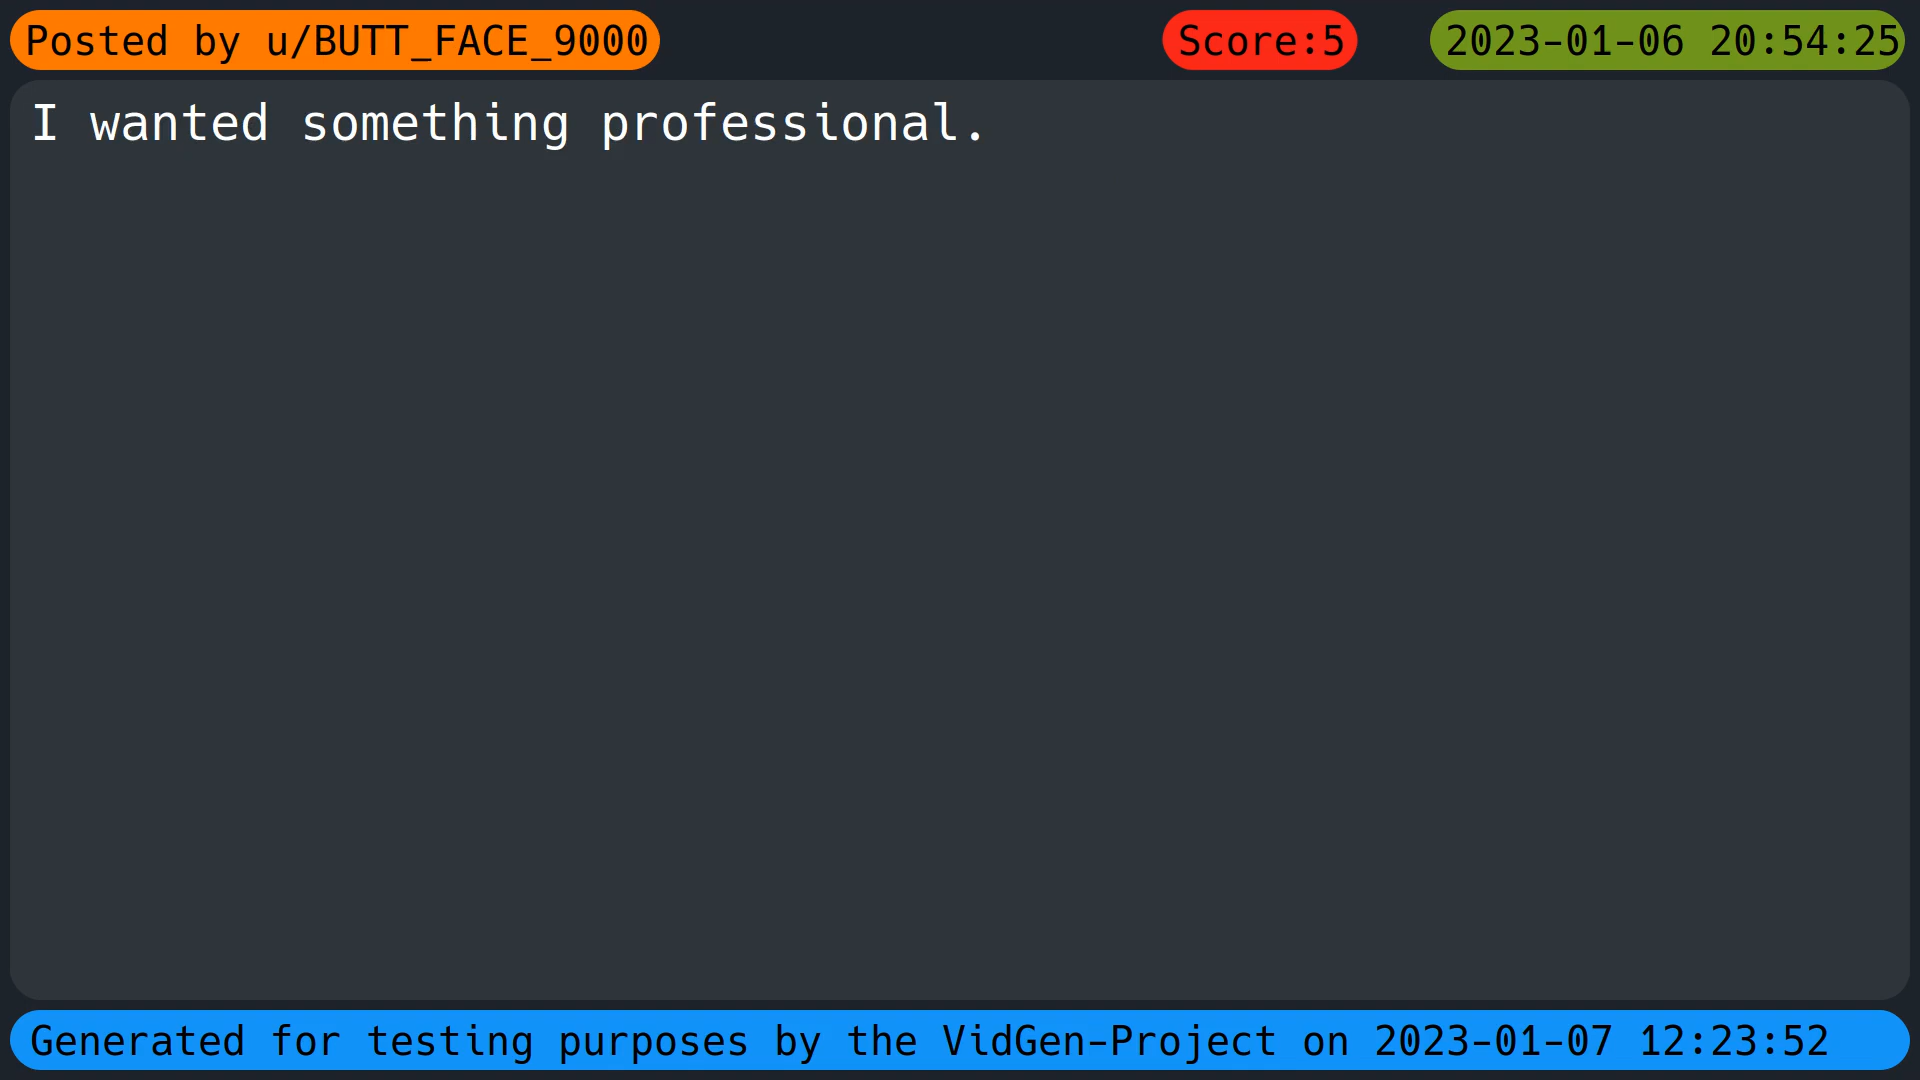 Posted by u/BUTT_FACE_9000
Score:5
2023-01-06 20:54:25
I wanted something professional.
Generated for testing purposes by the VidGen-Project on 2023-01-07 12:23:52